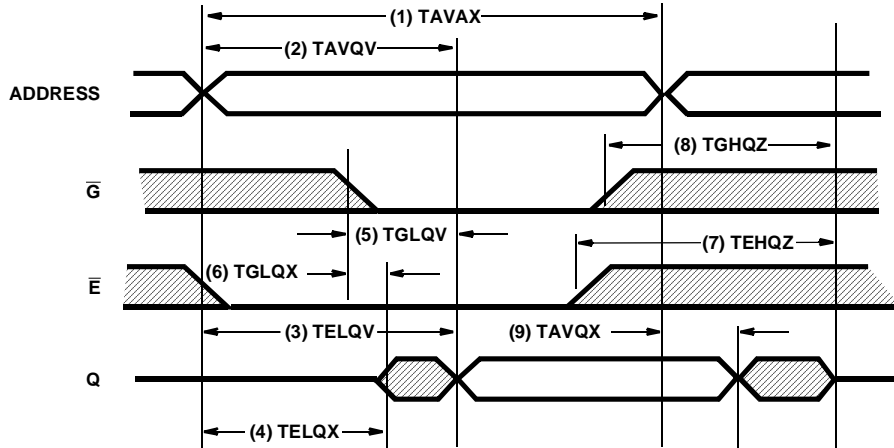 (1) TAVAX
(2) TAVQV
ADDRESS
(8) TGHQZ
G̅
(5) TGLQV
(7) TEHQZ
(6) TGLQX
E̅
(3) TELQV
(9) TAVQX
Q
(4) TELQX